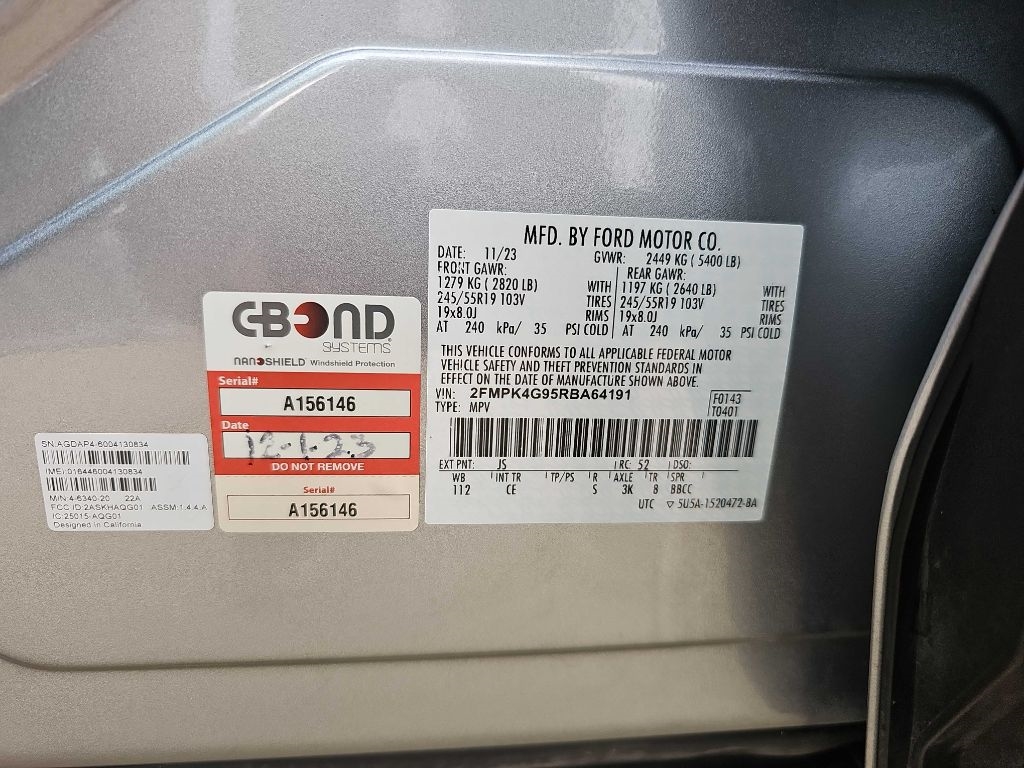 SN:AGDAP4-6004130834
IMEI:016446004130834
M/N:4-6340-20 22A
FCC ID:2ASKHAQG01 ASSM:1.4.4.A
IC:25015-AQG01
Designed in California
C-BOND
SYSTEMS
NANOSHIELD Windshield Protection
Serial#
A156146
Date
12-1-23
DO NOT REMOVE
Serial#
A156146
MFD. BY FORD MOTOR CO.
DATE: 11/23 GVWR: 2449 KG ( 5400 LB)
FRONT GAWR: REAR GAWR:
1279 KG ( 2820 LB) WITH 1197 KG ( 2640 LB) WITH
245/55R19 103V TIRES 245/55R19 103V TIRES
19x8.0J RIMS 19x8.0J RIMS
AT 240 kPa/ 35 PSI COLD AT 240 kPa/ 35 PSI COLD
THIS VEHICLE CONFORMS TO ALL APPLICABLE FEDERAL MOTOR
VEHICLE SAFETY AND THEFT PREVENTION STANDARDS IN
EFFECT ON THE DATE OF MANUFACTURE SHOWN ABOVE.
VIN: 2FMPK4G95RBA64191 F0143
TYPE: MPV T0401
EXT PNT: JS RC: 52 DSO:
WB INT TR TP/PS R AXLE TR SPR
112 CE S 3K B BBCC
UTC ▽ 5U5A-1520472-BA